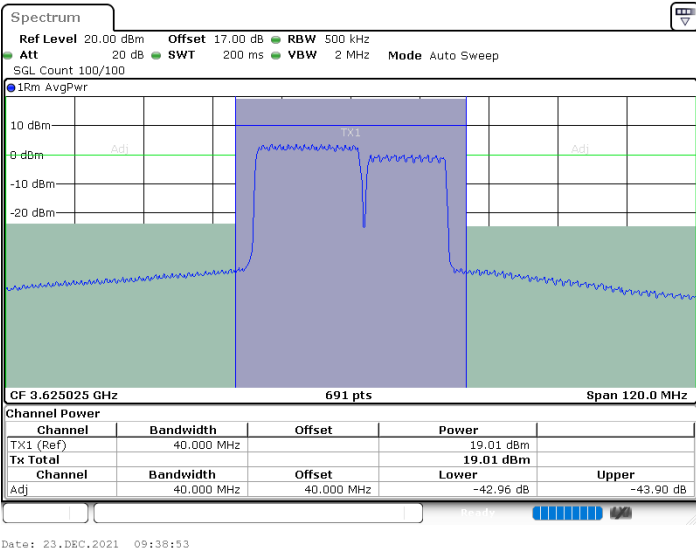 Spectrum
Ref Level 20.00 dBm Offset 17.00 dB RBW 500 kHz
Att 20 dB SWT 200 ms VBW 2 MHz Mode Auto Sweep
SGL Count 100/100
1Rm AvgPwr
10 dBm
TX1
0 dBm Adj Adj
-10 dBm
-20 dBm
CF 3.625025 GHz 691 pts Span 120.0 MHz
Channel Power
Channel Bandwidth Offset Power
TX1 (Ref) 40.000 MHz 19.01 dBm
Tx Total 19.01 dBm
Channel Bandwidth Offset Lower Upper
Adj 40.000 MHz 40.000 MHz -42.96 dB -43.90 dB
Ready
Date: 23.DEC.2021 09:38:53